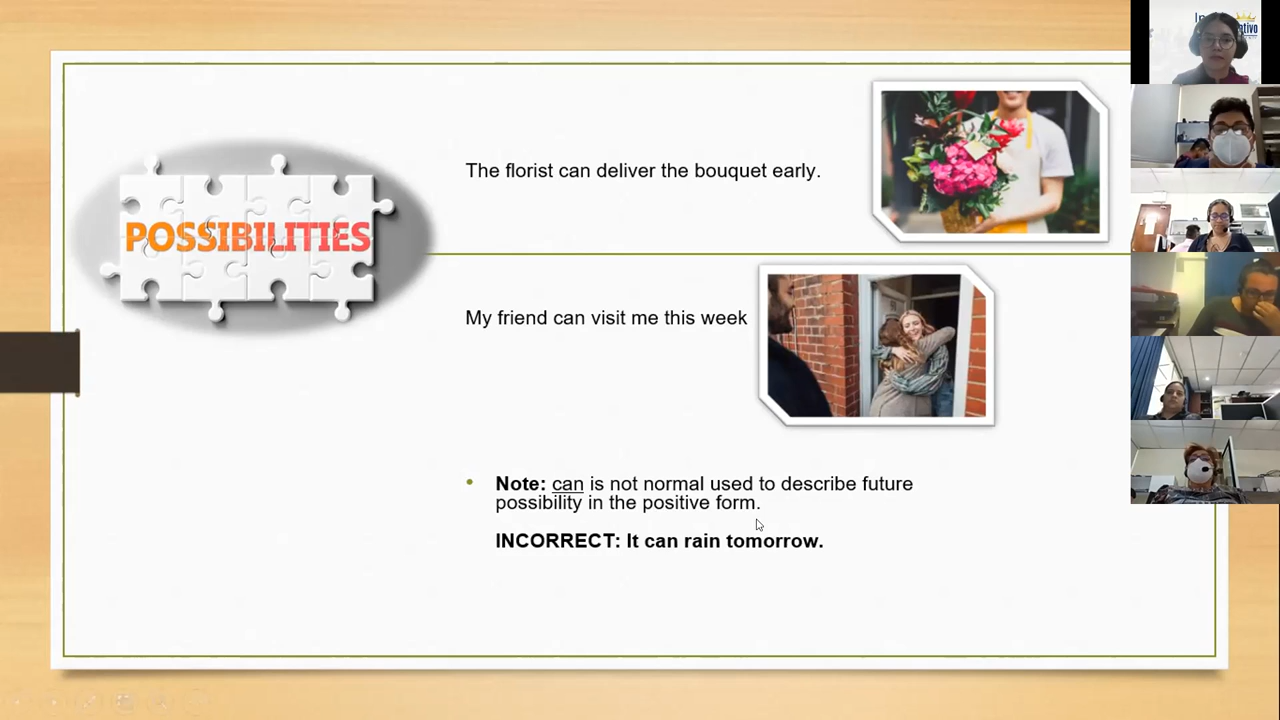 POSSIBILITIES
The florist can deliver the bouquet early.
My friend can visit me this week
• Note: can is not normal used to describe future
possibility in the positive form.
INCORRECT: It can rain tomorrow.